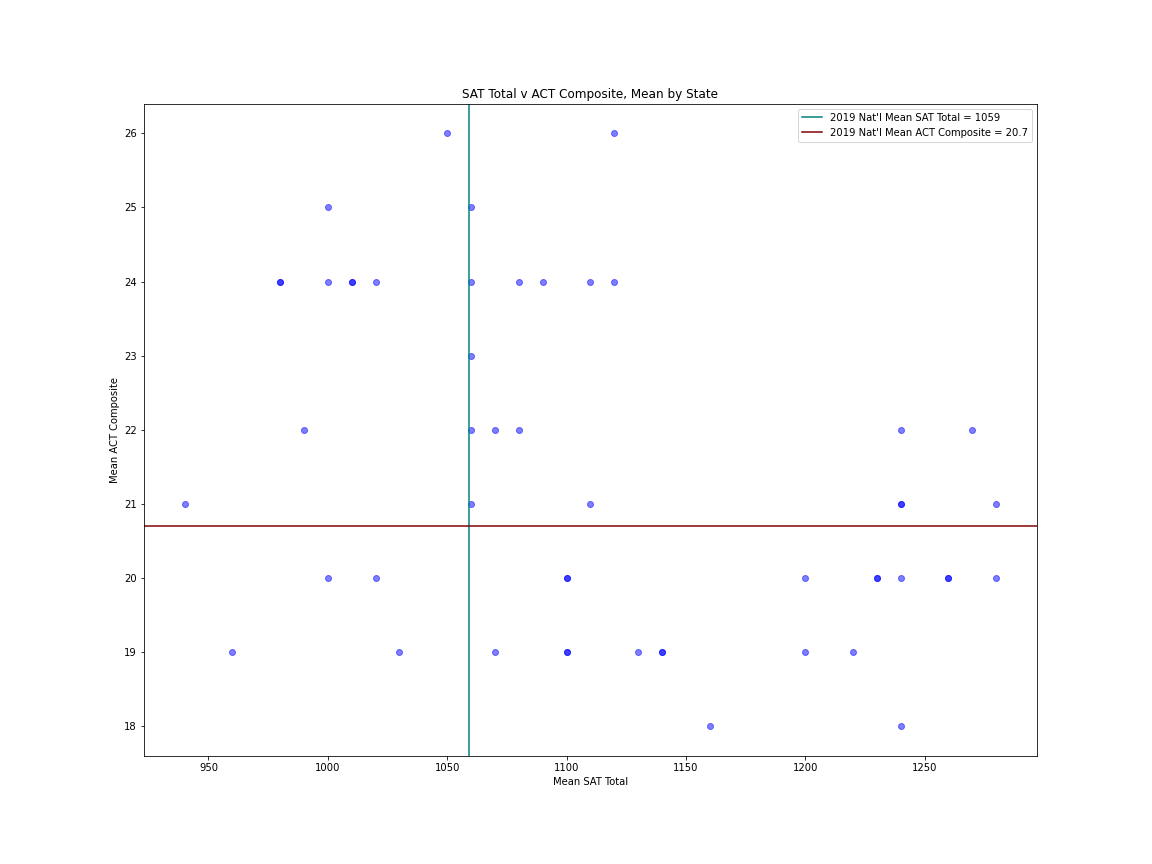 SAT Total v ACT Composite, Mean by State
2019 Nat'l Mean SAT Total = 1059
2019 Nat'l Mean ACT Composite = 20.7
Mean ACT Composite
26
25
24
23
22
21
20
19
18
950 1000 1050 1100 1150 1200 1250
Mean SAT Total